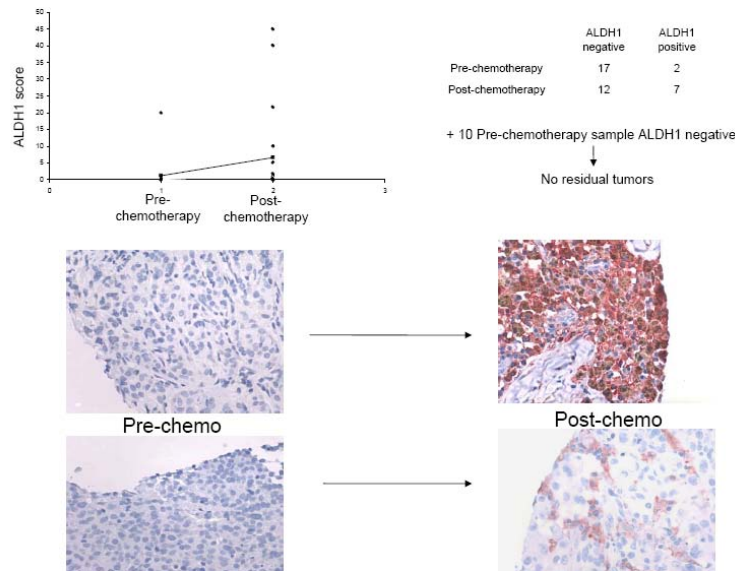 50
45
40
35
30
25
20
15
10
5
0
ALDH1 score
0 1 2 3
Pre-
chemotherapy
Post-
chemotherapy
ALDH1 ALDH1
negative positive
Pre-chemotherapy 17 2
Post-chemotherapy 12 7
+ 10 Pre-chemotherapy sample ALDH1 negative
No residual tumors
Pre-chemo
Post-chemo